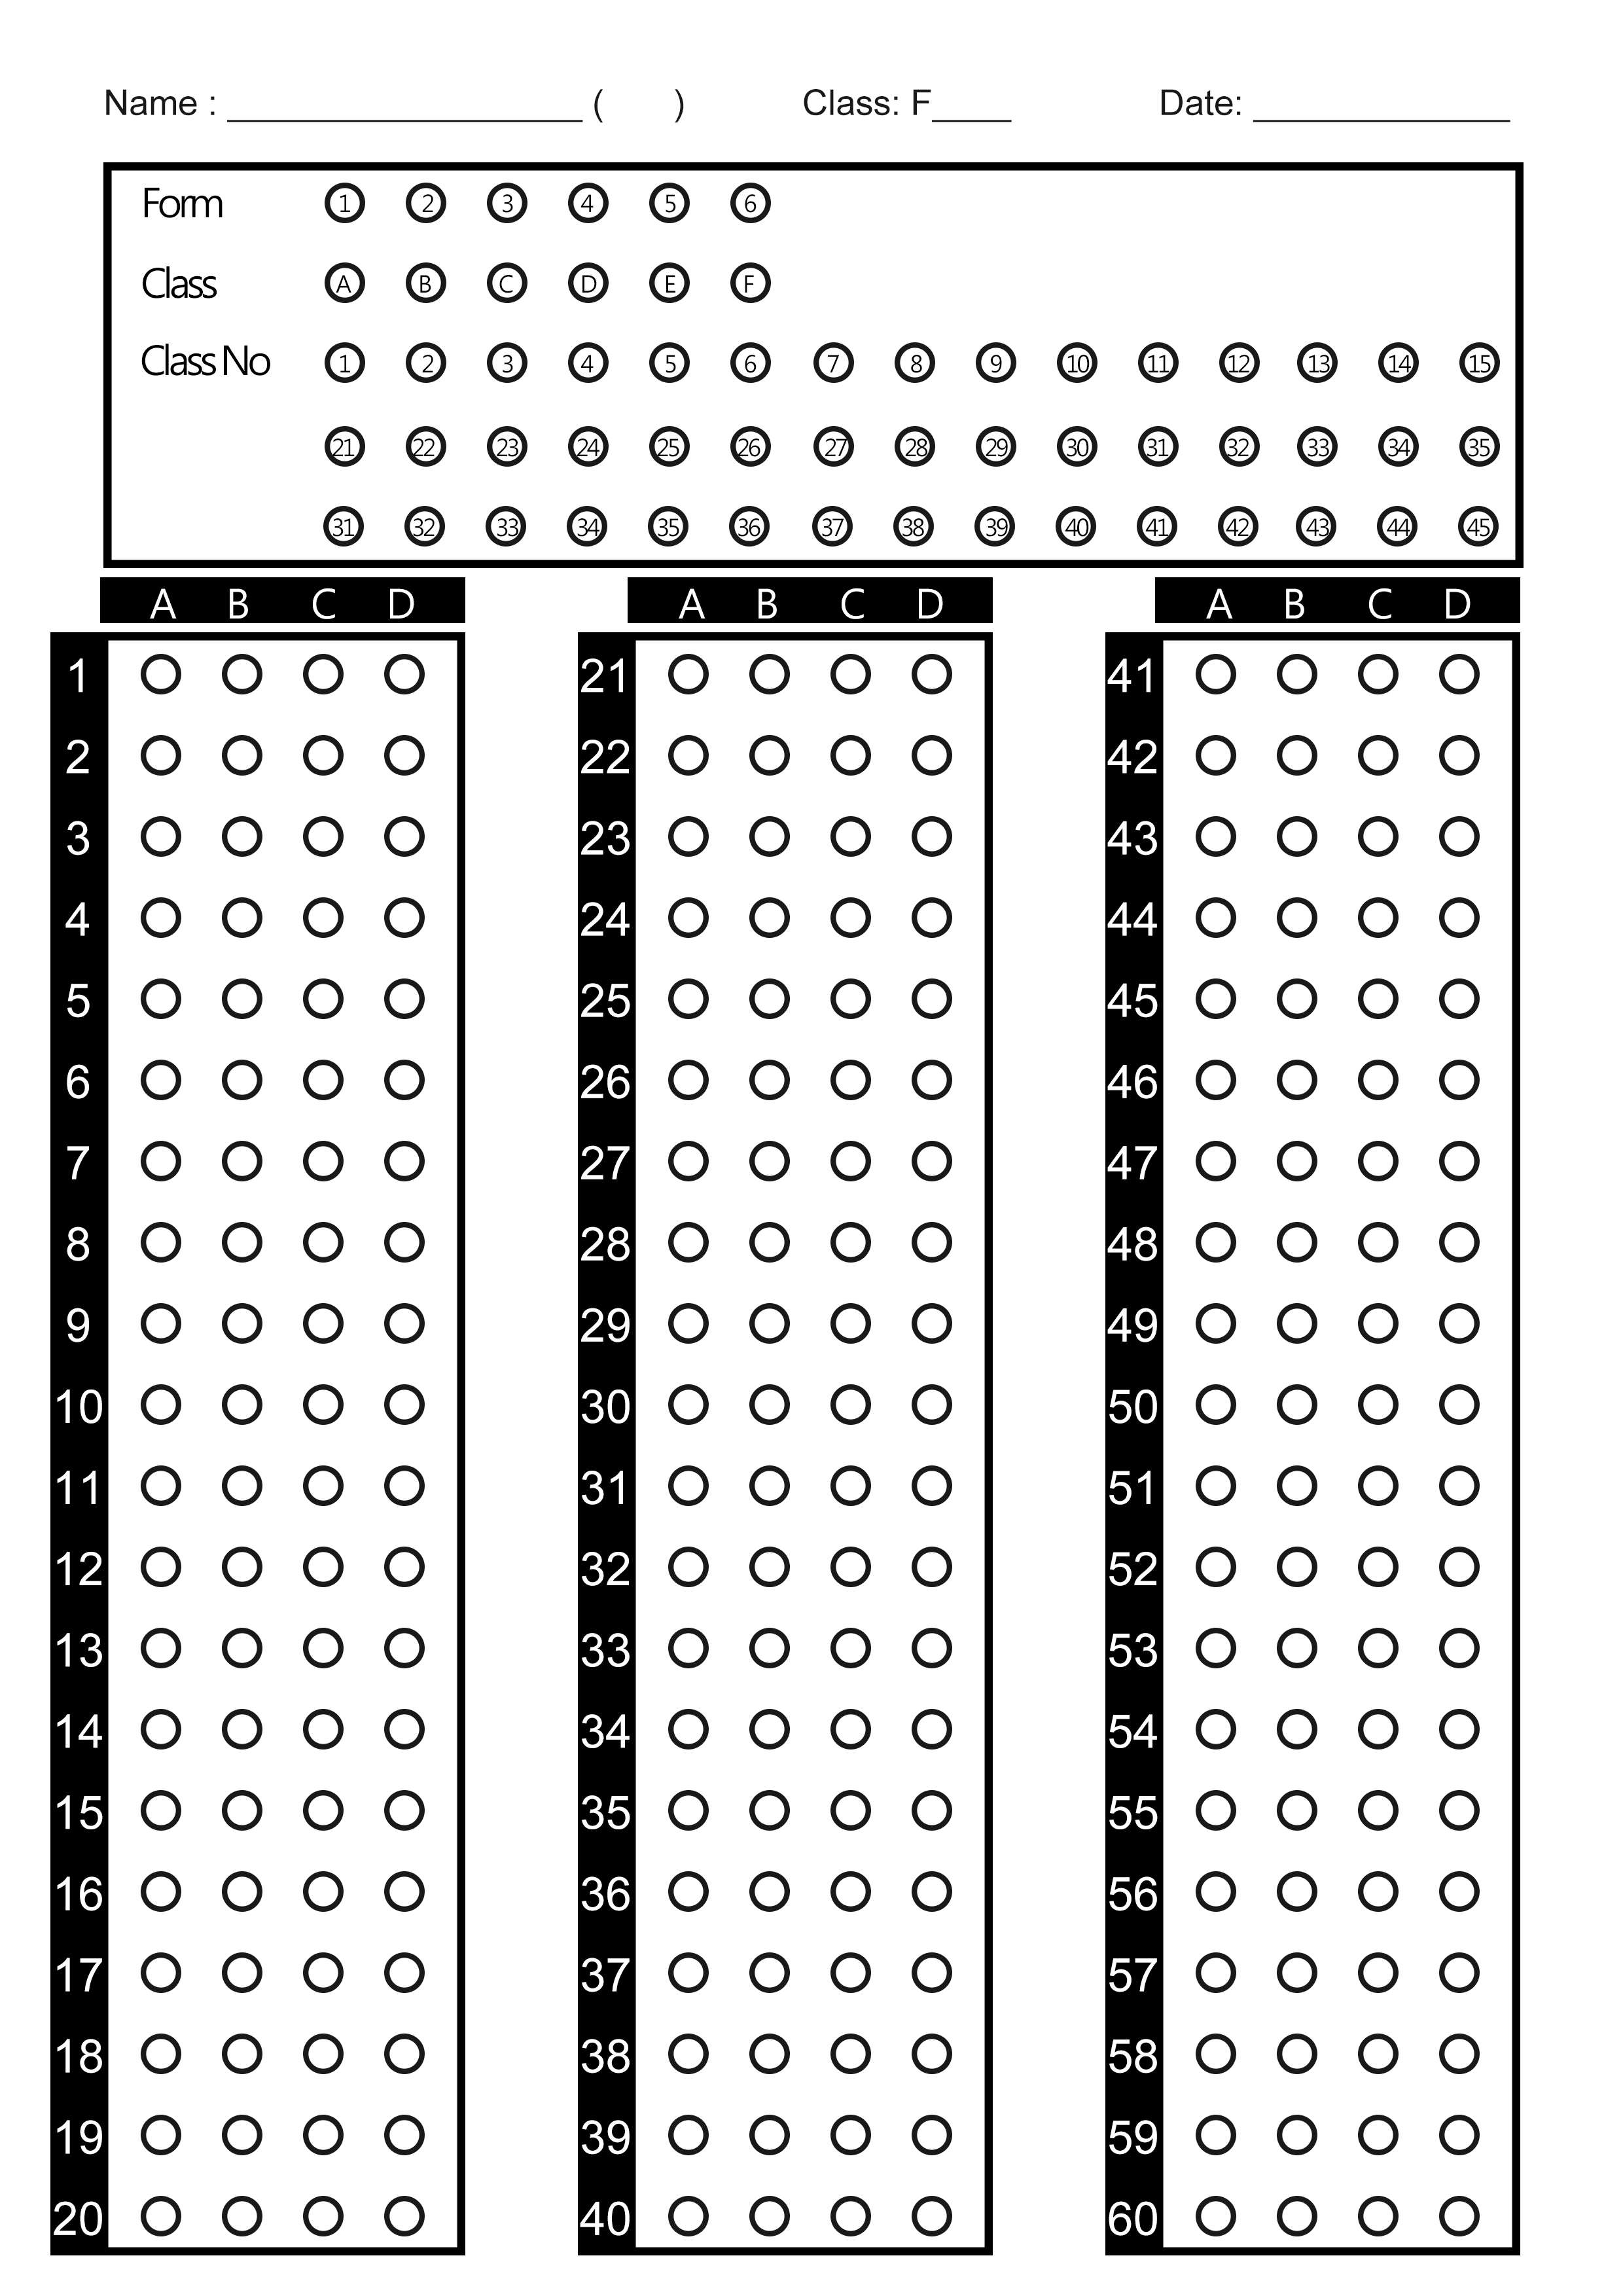 Name : ____________________ (      )      Class: F____      Date: ______________
Form 1 2 3 4 5 6
Class A B C D E F
Class No 1 2 3 4 5 6 7 8 9 10 11 12 13 14 15
21 22 23 24 25 26 27 28 29 30 31 32 33 34 35
31 32 33 34 35 36 37 38 39 40 41 42 43 44 45
A B C D A B C D A B C D
1 21 41
2 22 42
3 23 43
4 24 44
5 25 45
6 26 46
7 27 47
8 28 48
9 29 49
10 30 50
11 31 51
12 32 52
13 33 53
14 34 54
15 35 55
16 36 56
17 37 57
18 38 58
19 39 59
20 40 60